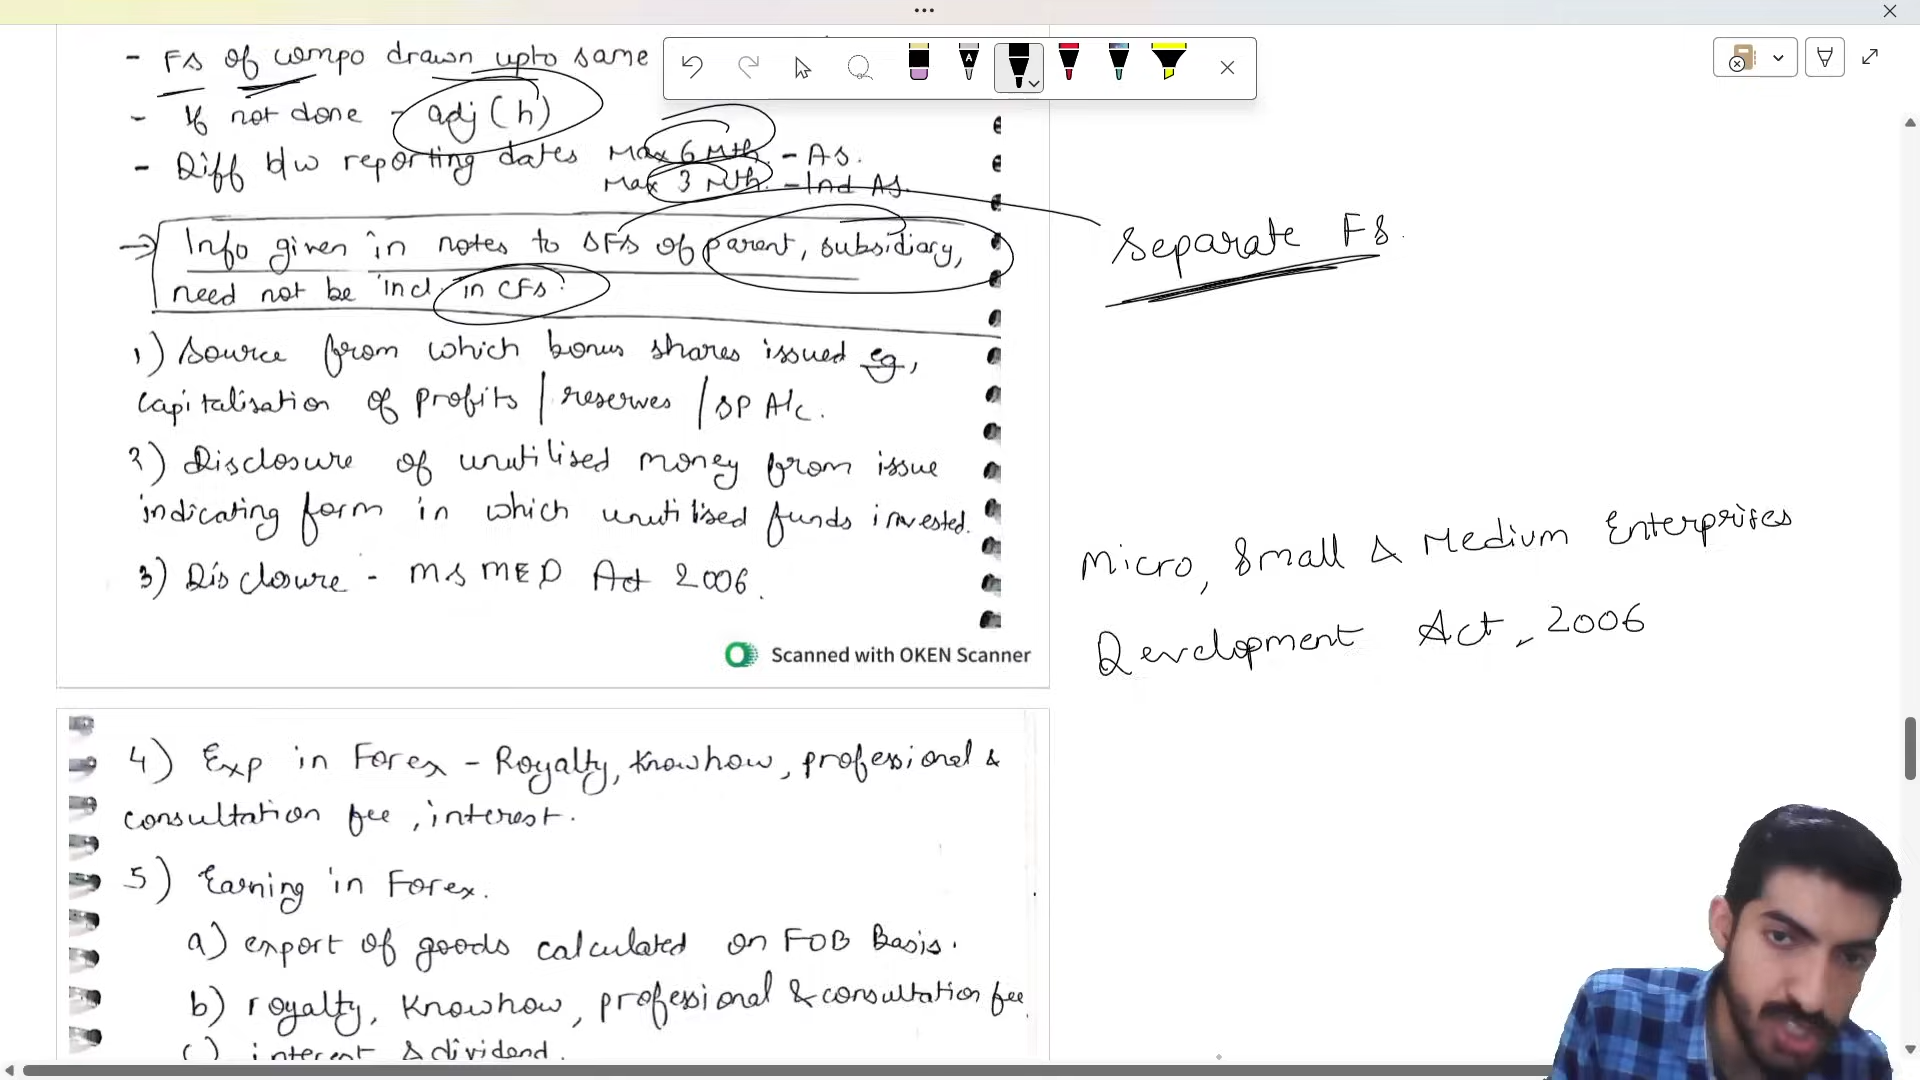 - FS of compo drawn upto same
- If not done - adj (h)
- Diff b/w reporting dates Max 6 Mth. - AS.
Max 3 Mth. - Ind AS.
→ Info given in notes to SFS of parent, subsidiary,
need not be incl. in CFS.
1) Source from which bonus shares issued eg,
capitalisation of profits / reserves / SP A/c.
2) Disclosure of unutilised money from issue
indicating form in which unutilised funds invested.
3) Disclosure - MSMED Act 2006.
Scanned with OKEN Scanner
4) Exp in Forex - Royalty, Knowhow, professional &
consultation fee, interest.
5) Earning in Forex.
a) export of goods calculated on FOB Basis.
b) royalty, Knowhow, professional & consultation fee
c) interest & dividend.
Separate FS.
Micro, Small & Medium Enterprises
Development Act, 2006